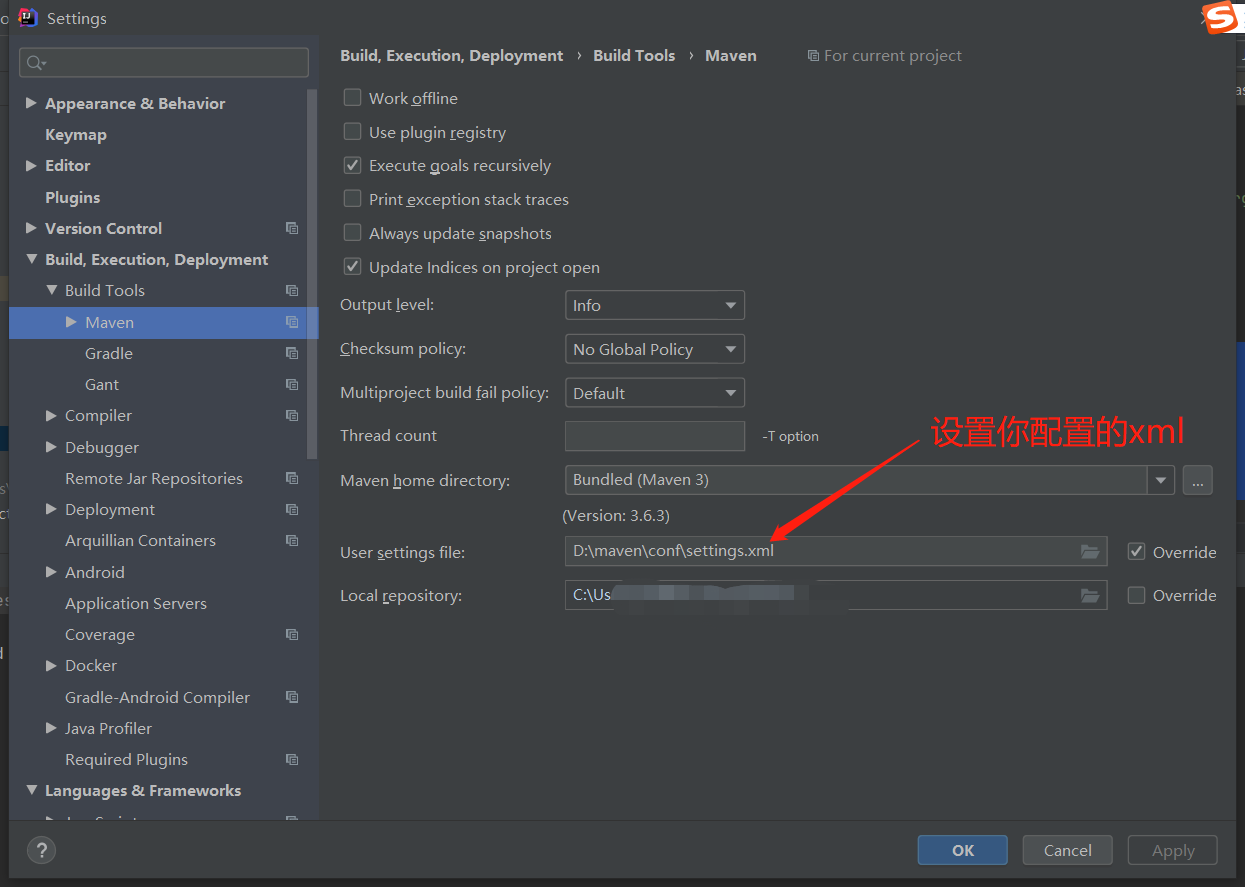 Settings
Build, Execution, Deployment › Build Tools › Maven For current project
Appearance & Behavior
Keymap
Editor
Plugins
Version Control
Build, Execution, Deployment
Build Tools
Maven
Gradle
Gant
Compiler
Debugger
Remote Jar Repositories
Deployment
Arquillian Containers
Android
Application Servers
Coverage
Docker
Gradle-Android Compiler
Java Profiler
Required Plugins
Languages & Frameworks
Work offline
Use plugin registry
Execute goals recursively
Print exception stack traces
Always update snapshots
Update Indices on project open
Output level: Info
Checksum policy: No Global Policy
Multiproject build fail policy: Default
Thread count -T option
设置你配置的xml
Maven home directory: Bundled (Maven 3) ...
(Version: 3.6.3)
User settings file: D:\maven\conf\settings.xml Override
Local repository: C:\Us Override
? OK Cancel Apply